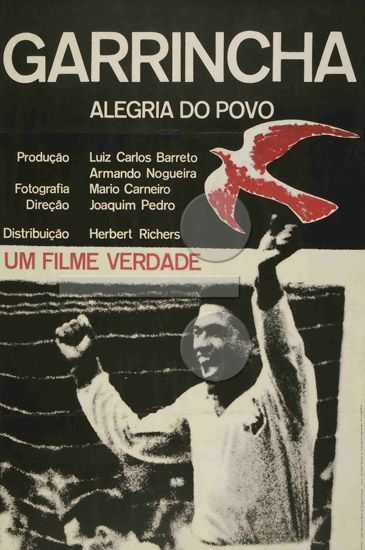 GARRINCHA
ALEGRIA DO POVO
Produção Luiz Carlos Barreto
Armando Nogueira
Fotografia Mario Carneiro
Direção Joaquim Pedro
Distribuição Herbert Richers
UM FILME VERDADE